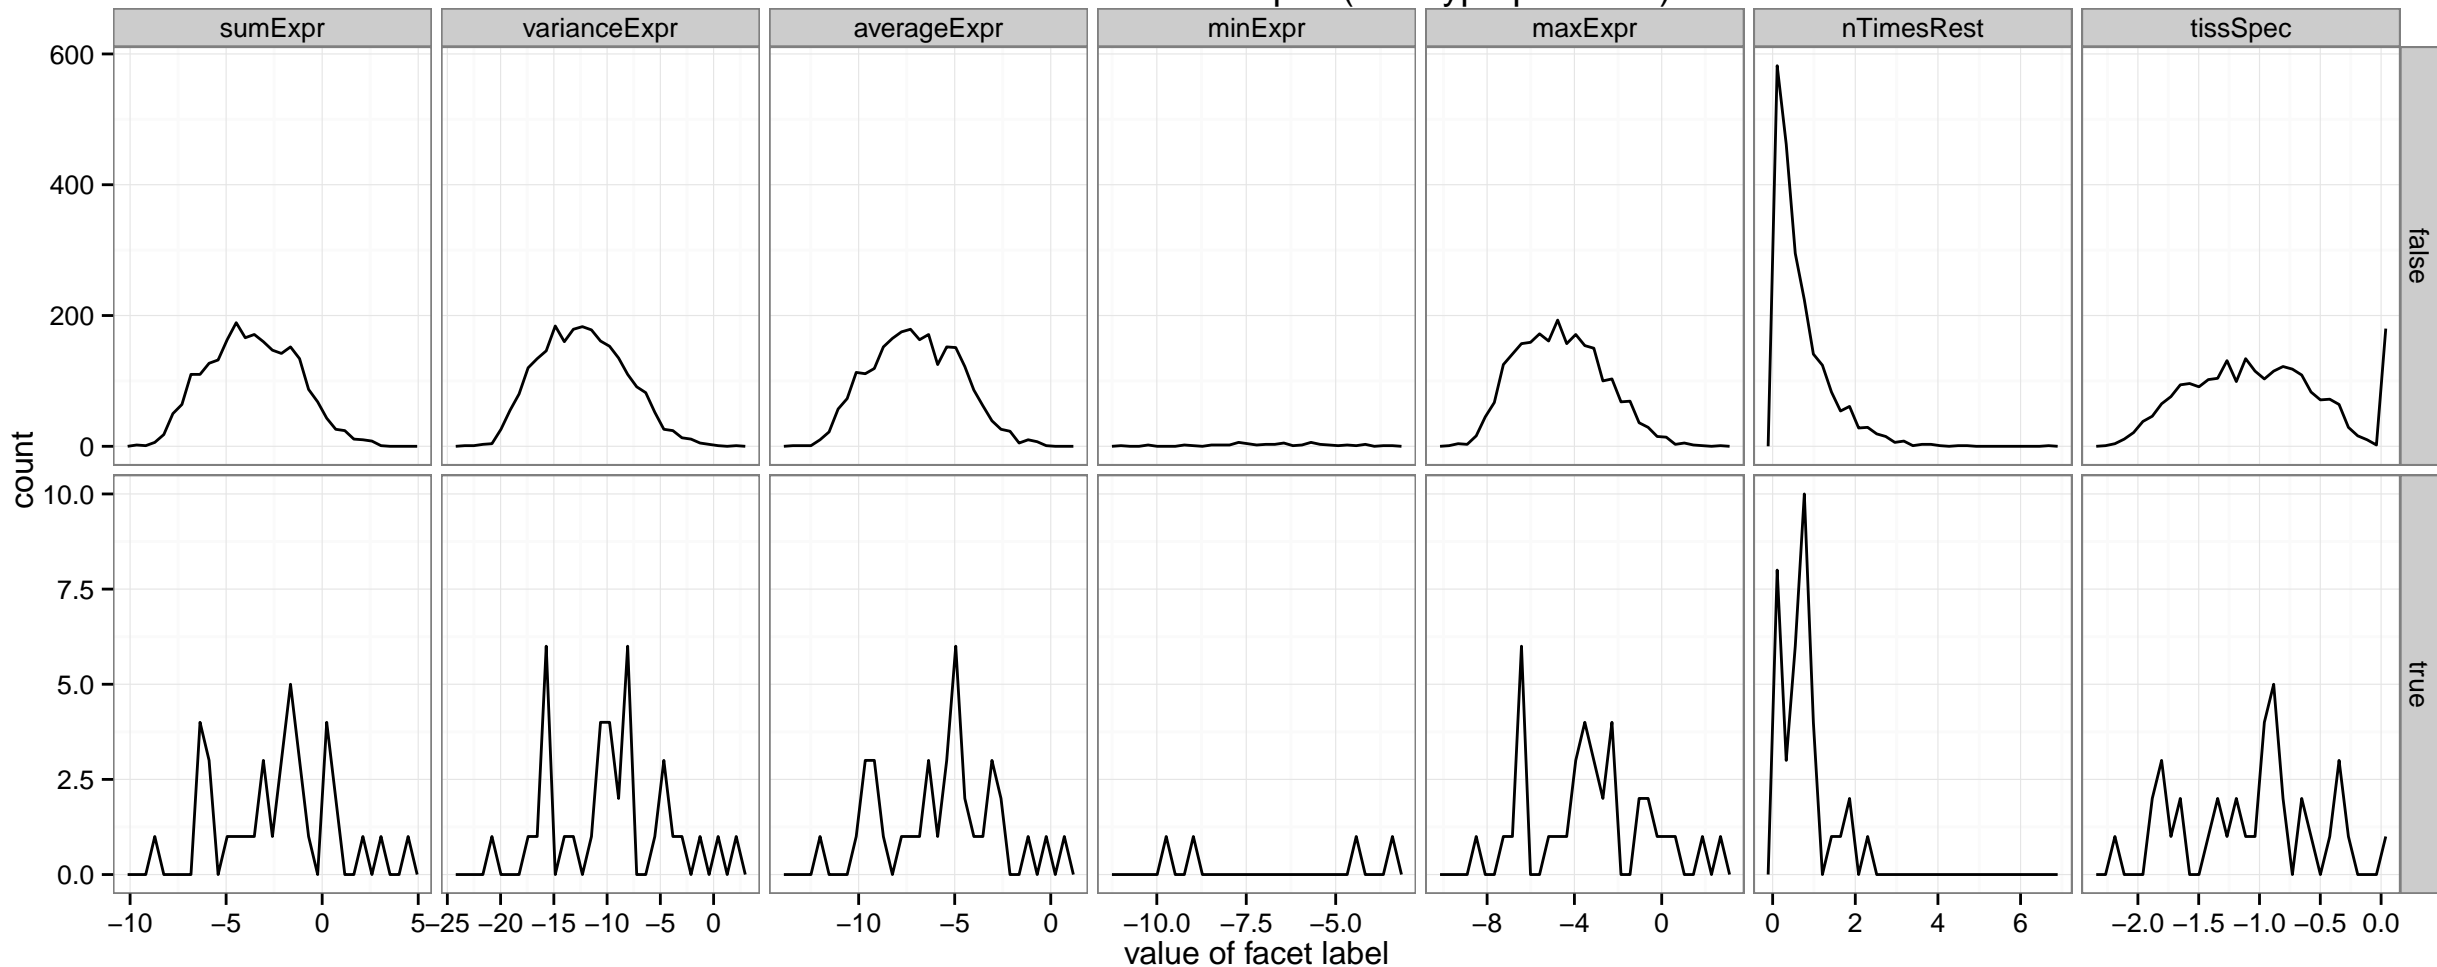 sumExpr varianceExpr averageExpr minExpr maxExpr nTimesRest tissSpec
600
400
200
0
false
count
10.0
7.5
5.0
2.5
0.0
true
−10 −5 0 5 −25 −20 −15 −10 −5 0 −10 −5 0 −10.0 −7.5 −5.0 −8 −4 0 0 2 4 6 −2.0 −1.5 −1.0 −0.5 0.0
value of facet label